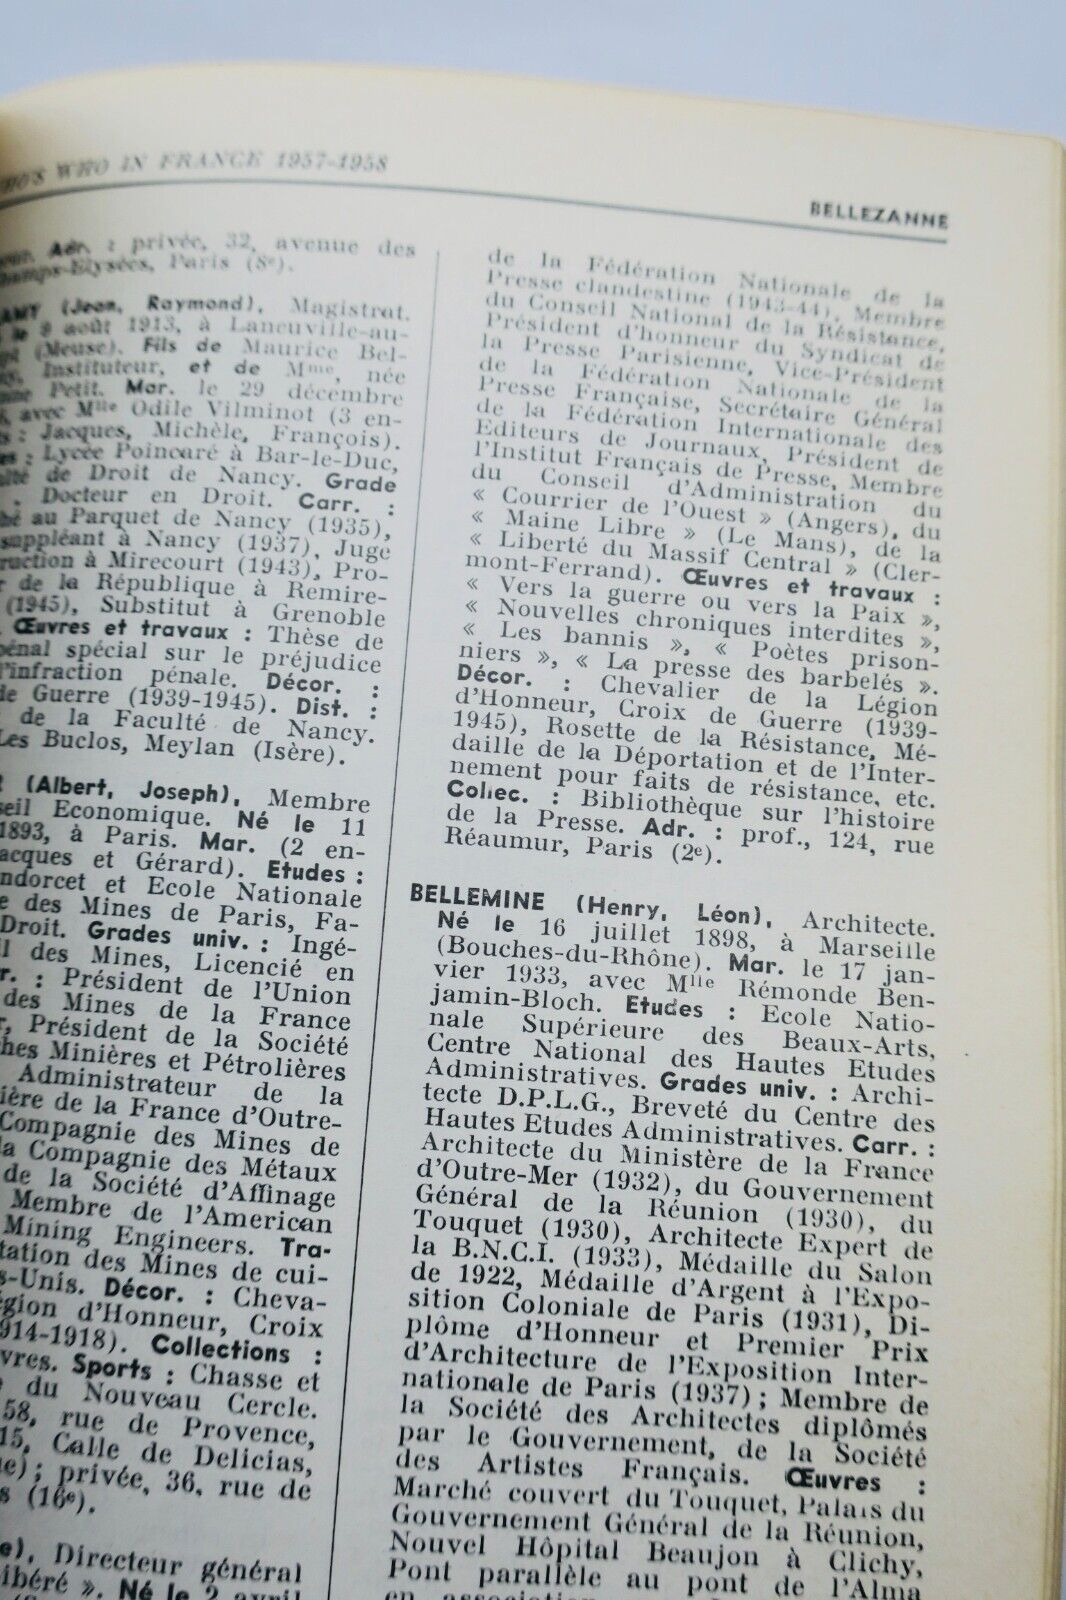 WHO'S WHO IN FRANCE 1957-1958
BELLEZANNE
Adr. : privée, 32, avenue des
Champs-Elysées, Paris (8e).
(Jean, Raymond), Magistrat.
le 9 août 1913, à Laneuville-au-
(Meuse). Fils de Maurice Bel-
Instituteur, et de Mme, née
Petit. Mar. le 29 décembre
avec Mlle Odile Vilminot (3 en-
: Jacques, Michèle, François).
: Lycée Poincaré à Bar-le-Duc,
de Droit de Nancy. Grade
Docteur en Droit. Carr. :
au Parquet de Nancy (1935),
suppléant à Nancy (1937), Juge
à Mirecourt (1943), Pro-
de la République à Remire-
(1945), Substitut à Grenoble
Œuvres et travaux : Thèse de
spécial sur le préjudice
l'infraction pénale. Décor. :
de Guerre (1939-1945). Dist. :
de la Faculté de Nancy.
Les Buclos, Meylan (Isère).
(Albert, Joseph), Membre
Economique. Né le 11
1893, à Paris. Mar. (2 en-
Jacques et Gérard). Etudes :
et Ecole Nationale
des Mines de Paris, Fa-
Droit. Grades univ. : Ingé-
des Mines, Licencié en
: Président de l'Union
des Mines de la France
Président de la Société
Minières et Pétrolières
Administrateur de la
de la France d'Outre-
Compagnie des Mines de
la Compagnie des Métaux
de la Société d'Affinage
Membre de l'American
Mining Engineers. Tra-
des Mines de cui-
Décor. : Cheva-
d'Honneur, Croix
1914-1918). Collections :
Sports : Chasse et
du Nouveau Cercle.
58, rue de Provence,
15, Calle de Delicias,
; privée, 36, rue de
(16e).
Directeur général
». Né le 2 avril
de la Fédération Nationale de la
Presse clandestine (1943-44), Membre
du Conseil National de la Résistance,
Président d'honneur du Syndicat de
la Presse Parisienne, Vice-Président
de la Fédération Nationale de la
Presse Française, Secrétaire Général
de la Fédération Internationale des
Editeurs de Journaux, Président de
l'Institut Français de Presse, Membre
du Conseil d'Administration du
« Courrier de l'Ouest » (Angers), du
« Maine Libre » (Le Mans), de la
« Liberté du Massif Central » (Cler-
mont-Ferrand). Œuvres et travaux :
« Vers la guerre ou vers la Paix »,
« Nouvelles chroniques interdites »,
« Les bannis », « Poètes prison-
niers », « La presse des barbelés ».
Décor. : Chevalier de la Légion
d'Honneur, Croix de Guerre (1939-
1945), Rosette de la Résistance, Mé-
daille de la Déportation et de l'Inter-
nement pour faits de résistance, etc.
Collec. : Bibliothèque sur l'histoire
de la Presse. Adr. : prof., 124, rue
Réaumur, Paris (2e).
BELLEMINE (Henry, Léon), Architecte.
Né le 16 juillet 1898, à Marseille
(Bouches-du-Rhône). Mar. le 17 jan-
vier 1933, avec Mlle Rémonde Ben-
jamin-Bloch. Etudes : Ecole Natio-
nale Supérieure des Beaux-Arts,
Centre National des Hautes Etudes
Administratives. Grades univ. : Archi-
tecte D.P.L.G., Breveté du Centre des
Hautes Etudes Administratives. Carr. :
Architecte du Ministère de la France
d'Outre-Mer (1932), du Gouvernement
Général de la Réunion (1930), du
Touquet (1930), Architecte Expert de
la B.N.C.I. (1933), Médaille du Salon
de 1922, Médaille d'Argent à l'Expo-
sition Coloniale de Paris (1931), Di-
plôme d'Honneur et Premier Prix
d'Architecture de l'Exposition Inter-
nationale de Paris (1937) ; Membre de
la Société des Architectes diplômés
par le Gouvernement, de la Société
des Artistes Français. Œuvres :
Marché couvert du Touquet, Palais du
Gouvernement Général de la Réunion,
Nouvel Hôpital Beaujon à Clichy,
Pont parallèle au pont de l'Alma
en association